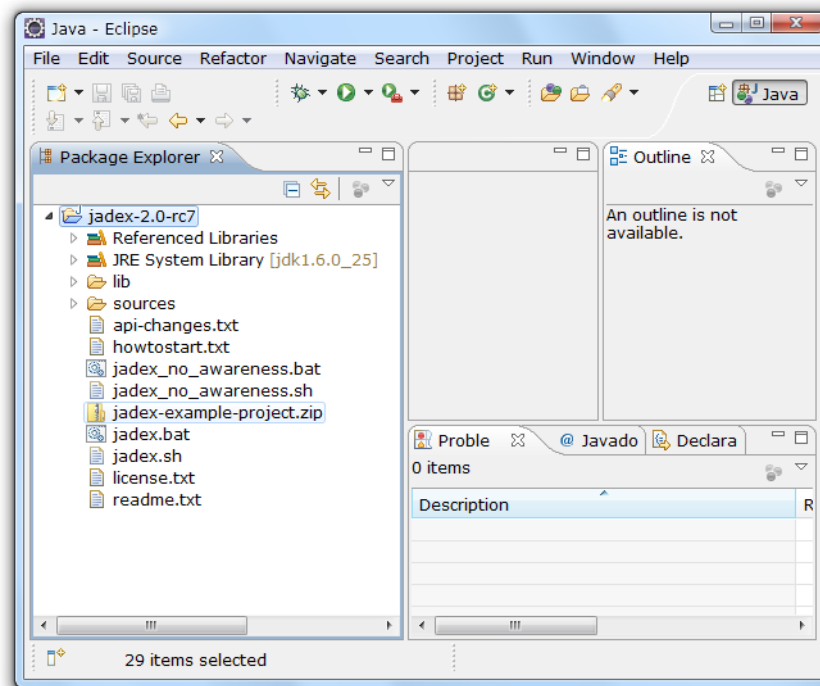 Java - Eclipse
File Edit Source Refactor Navigate Search Project Run Window Help
Java
Package Explorer
Outline
An outline is not
available.
jadex-2.0-rc7
Referenced Libraries
JRE System Library [jdk1.6.0_25]
lib
sources
api-changes.txt
howtostart.txt
jadex_no_awareness.bat
jadex_no_awareness.sh
jadex-example-project.zip
jadex.bat
jadex.sh
license.txt
readme.txt
Proble @ Javado Declara
0 items
Description R
29 items selected